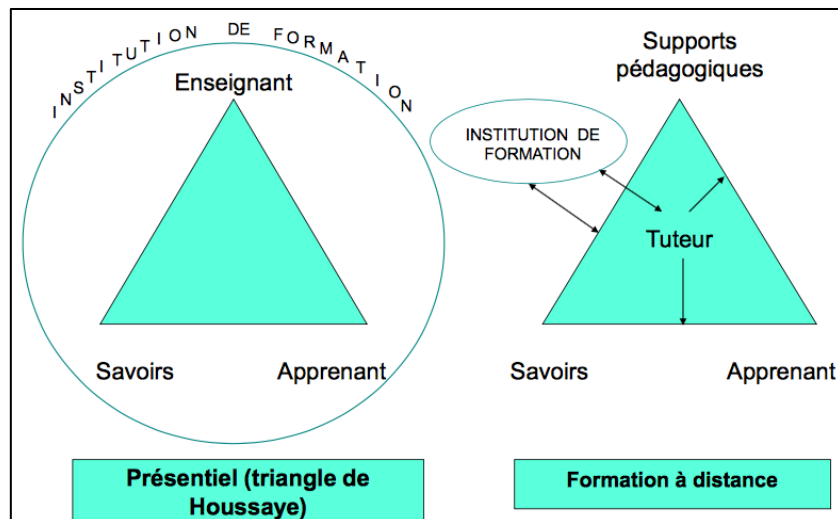 INSTITUTION DE FORMATION
Enseignant
Savoirs
Apprenant
Présentiel (triangle de
Houssaye)
Supports
pédagogiques
INSTITUTION DE
FORMATION
Tuteur
Savoirs
Apprenant
Formation à distance